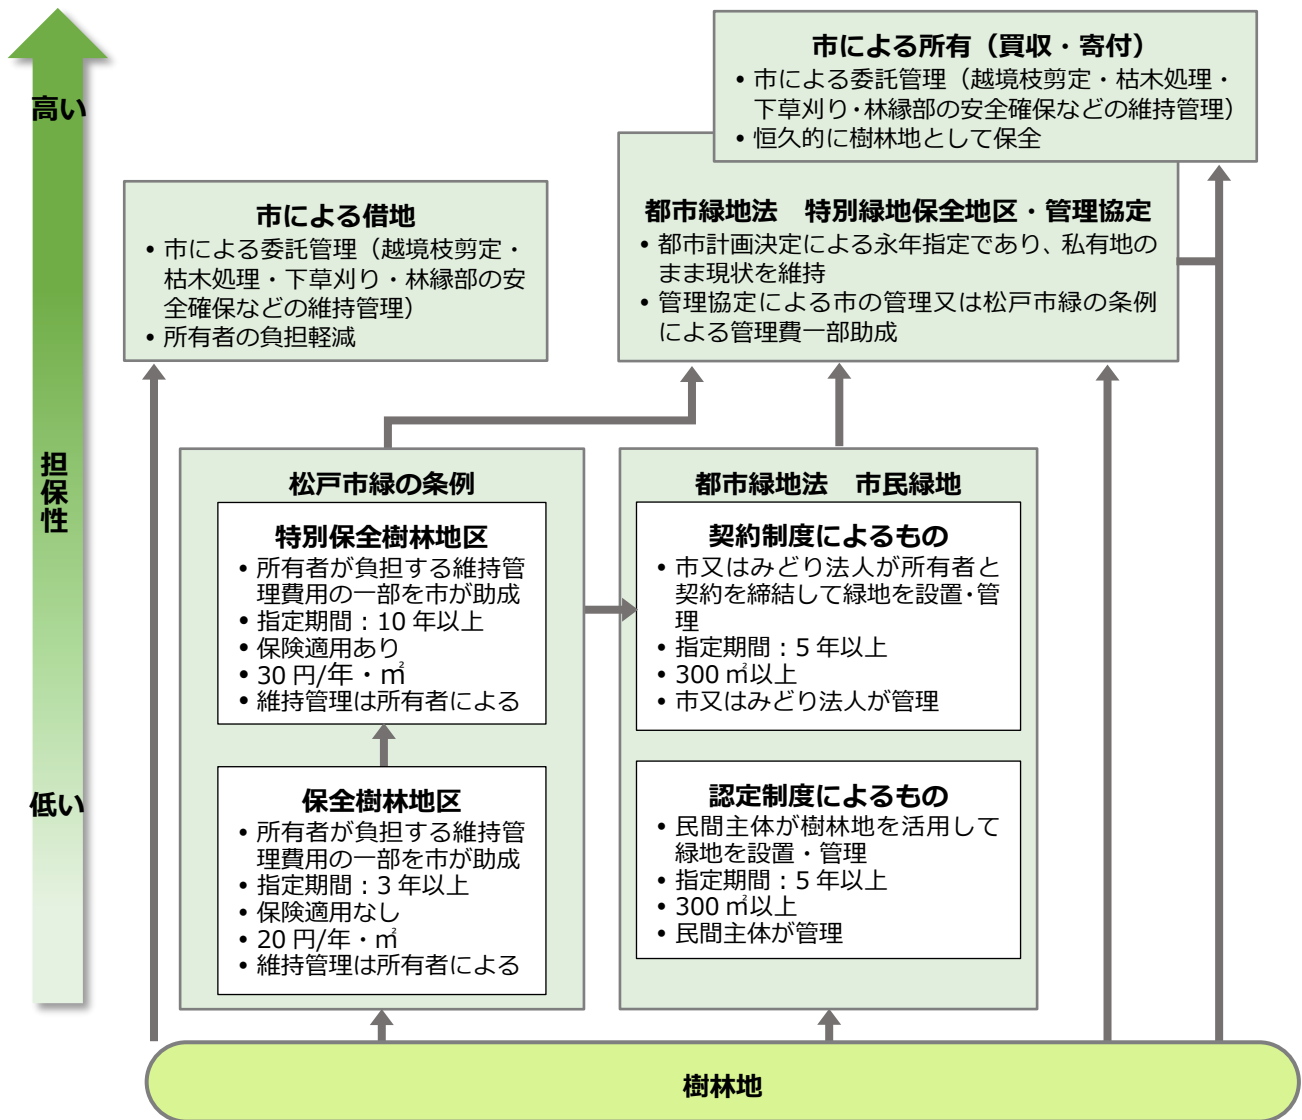 高い
担保性
低い
市による所有（買収・寄付）
• 市による委託管理（越境枝剪定・枯木処理・
下草刈り・林縁部の安全確保などの維持管理）
• 恒久的に樹林地として保全
都市緑地法　特別緑地保全地区・管理協定
• 都市計画決定による永年指定であり、私有地の
まま現状を維持
• 管理協定による市の管理又は松戸市緑の条例
による管理費一部助成
市による借地
• 市による委託管理（越境枝剪定・
枯木処理・下草刈り・林縁部の安
全確保などの維持管理）
• 所有者の負担軽減
松戸市緑の条例
特別保全樹林地区
• 所有者が負担する維持管
理費用の一部を市が助成
• 指定期間：10 年以上
• 保険適用あり
• 30 円/年・㎡
• 維持管理は所有者による
保全樹林地区
• 所有者が負担する維持管
理費用の一部を市が助成
• 指定期間：3 年以上
• 保険適用なし
• 20 円/年・㎡
• 維持管理は所有者による
都市緑地法　市民緑地
契約制度によるもの
• 市又はみどり法人が所有者と
契約を締結して緑地を設置・管
理
• 指定期間：5 年以上
• 300 ㎡以上
• 市又はみどり法人が管理
認定制度によるもの
• 民間主体が樹林地を活用して
緑地を設置・管理
• 指定期間：5 年以上
• 300 ㎡以上
• 民間主体が管理
樹林地